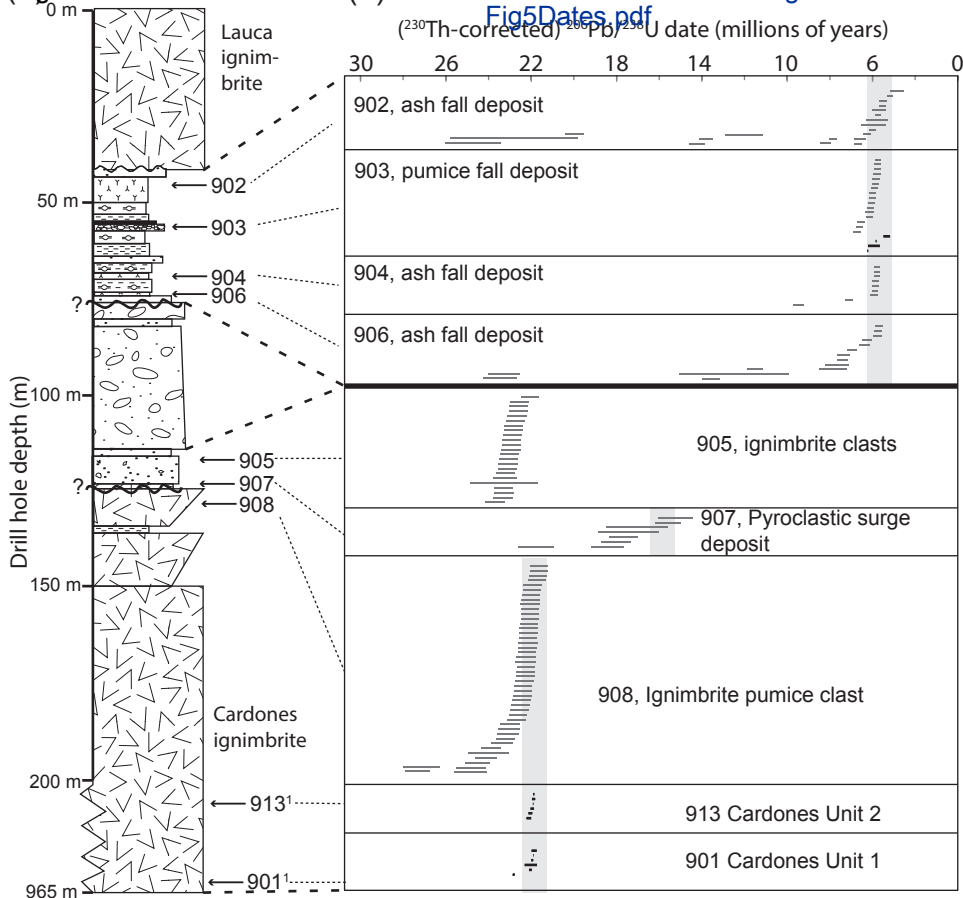 Fig5Dates.pdf
(230Th-corrected) 206Pb/238U date (millions of years)
30 26 22 18 14 10 6 0
0 m
50 m
100 m
150 m
200 m
965 m
Drill hole depth (m)
?
?
Lauca
ignim-
brite
902
903
904
906
905
907
908
Cardones
ignimbrite
913¹
901¹
902, ash fall deposit
903, pumice fall deposit
904, ash fall deposit
906, ash fall deposit
905, ignimbrite clasts
907, Pyroclastic surge
deposit
908, Ignimbrite pumice clast
913 Cardones Unit 2
901 Cardones Unit 1